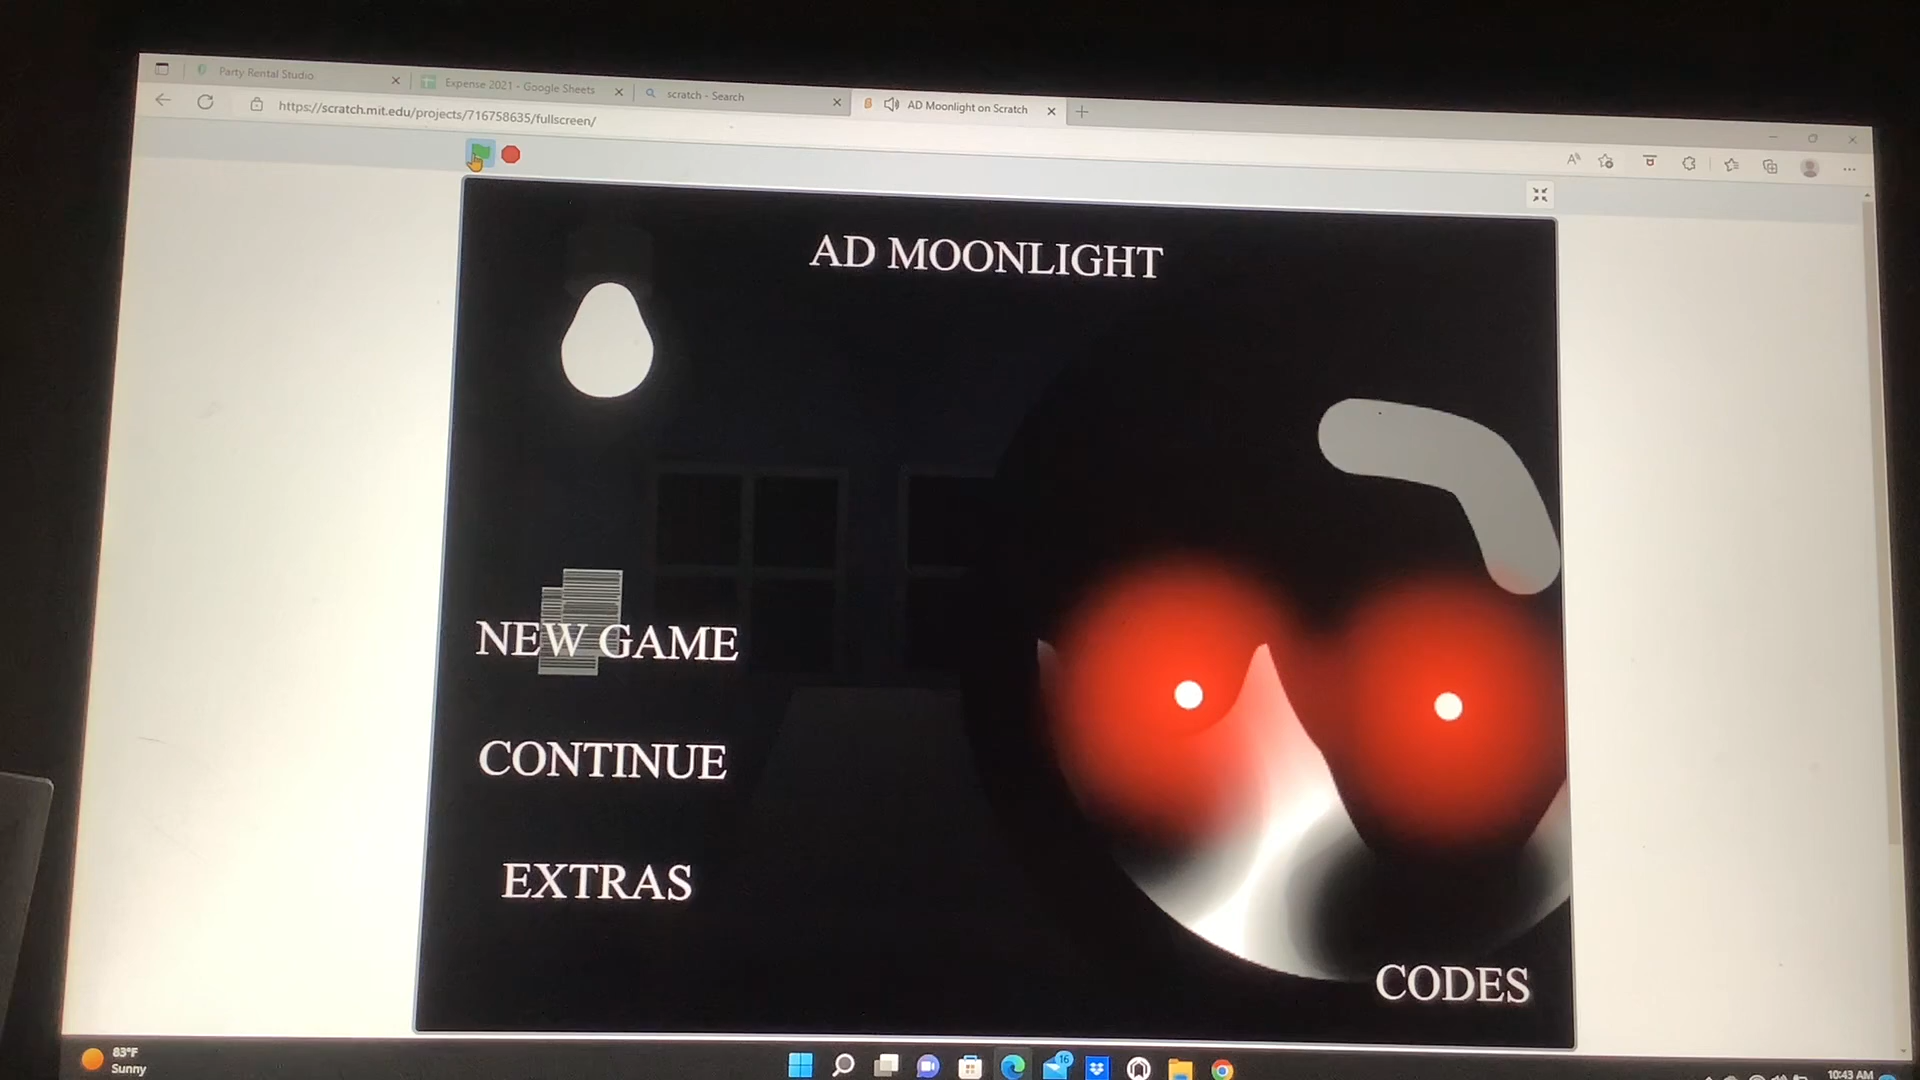 Party Rental Studio
Expense 2021 - Google Sheets
scratch - Search
AD Moonlight on Scratch
https://scratch.mit.edu/projects/716758635/fullscreen/
AD MOONLIGHT
NEW GAME
CONTINUE
EXTRAS
CODES
83°F
Sunny
16
10:43 AM